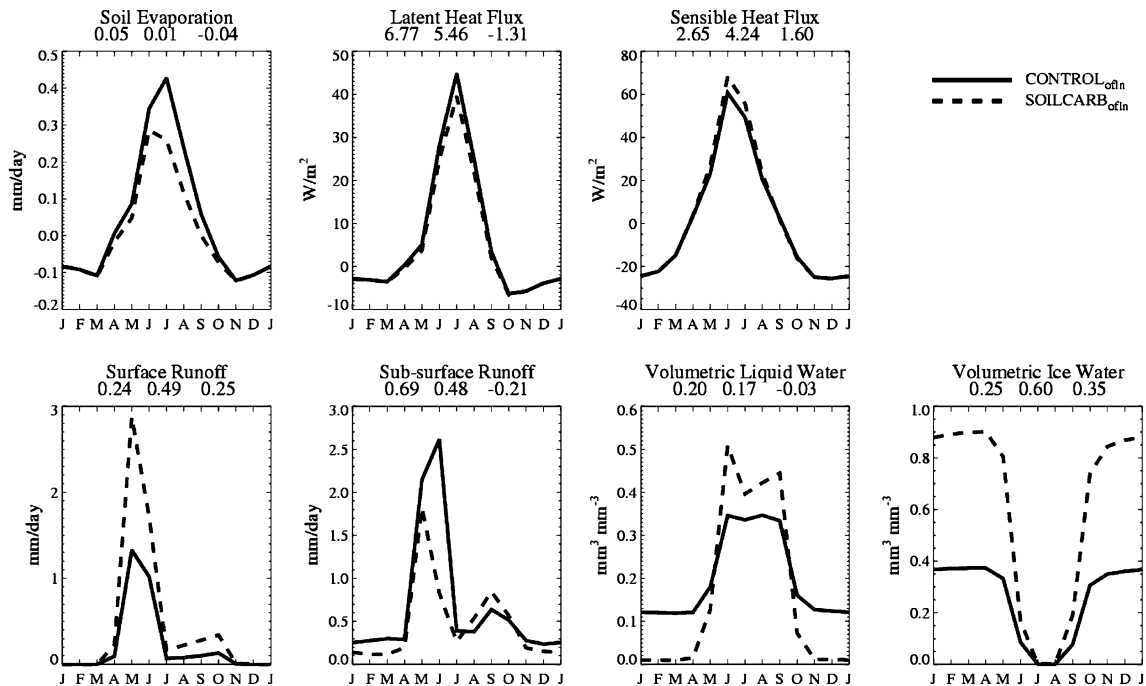 Soil Evaporation
0.05 0.01 -0.04
mm/day
0.5
0.4
0.3
0.2
0.1
0.0
-0.1
-0.2
J F M A M J J A S O N D J
Latent Heat Flux
6.77 5.46 -1.31
W/m²
50
40
30
20
10
0
-10
J F M A M J J A S O N D J
Sensible Heat Flux
2.65 4.24 1.60
W/m²
80
60
40
20
0
-20
-40
J F M A M J J A S O N D J
CONTROLofln
SOILCARBofln
Surface Runoff
0.24 0.49 0.25
mm/day
3
2
1
0
J F M A M J J A S O N D J
Sub-surface Runoff
0.69 0.48 -0.21
mm/day
3.0
2.5
2.0
1.5
1.0
0.5
0.0
J F M A M J J A S O N D J
Volumetric Liquid Water
0.20 0.17 -0.03
mm³ mm⁻³
0.6
0.5
0.4
0.3
0.2
0.1
0.0
J F M A M J J A S O N D J
Volumetric Ice Water
0.25 0.60 0.35
mm³ mm⁻³
1.0
0.8
0.6
0.4
0.2
0.0
J F M A M J J A S O N D J